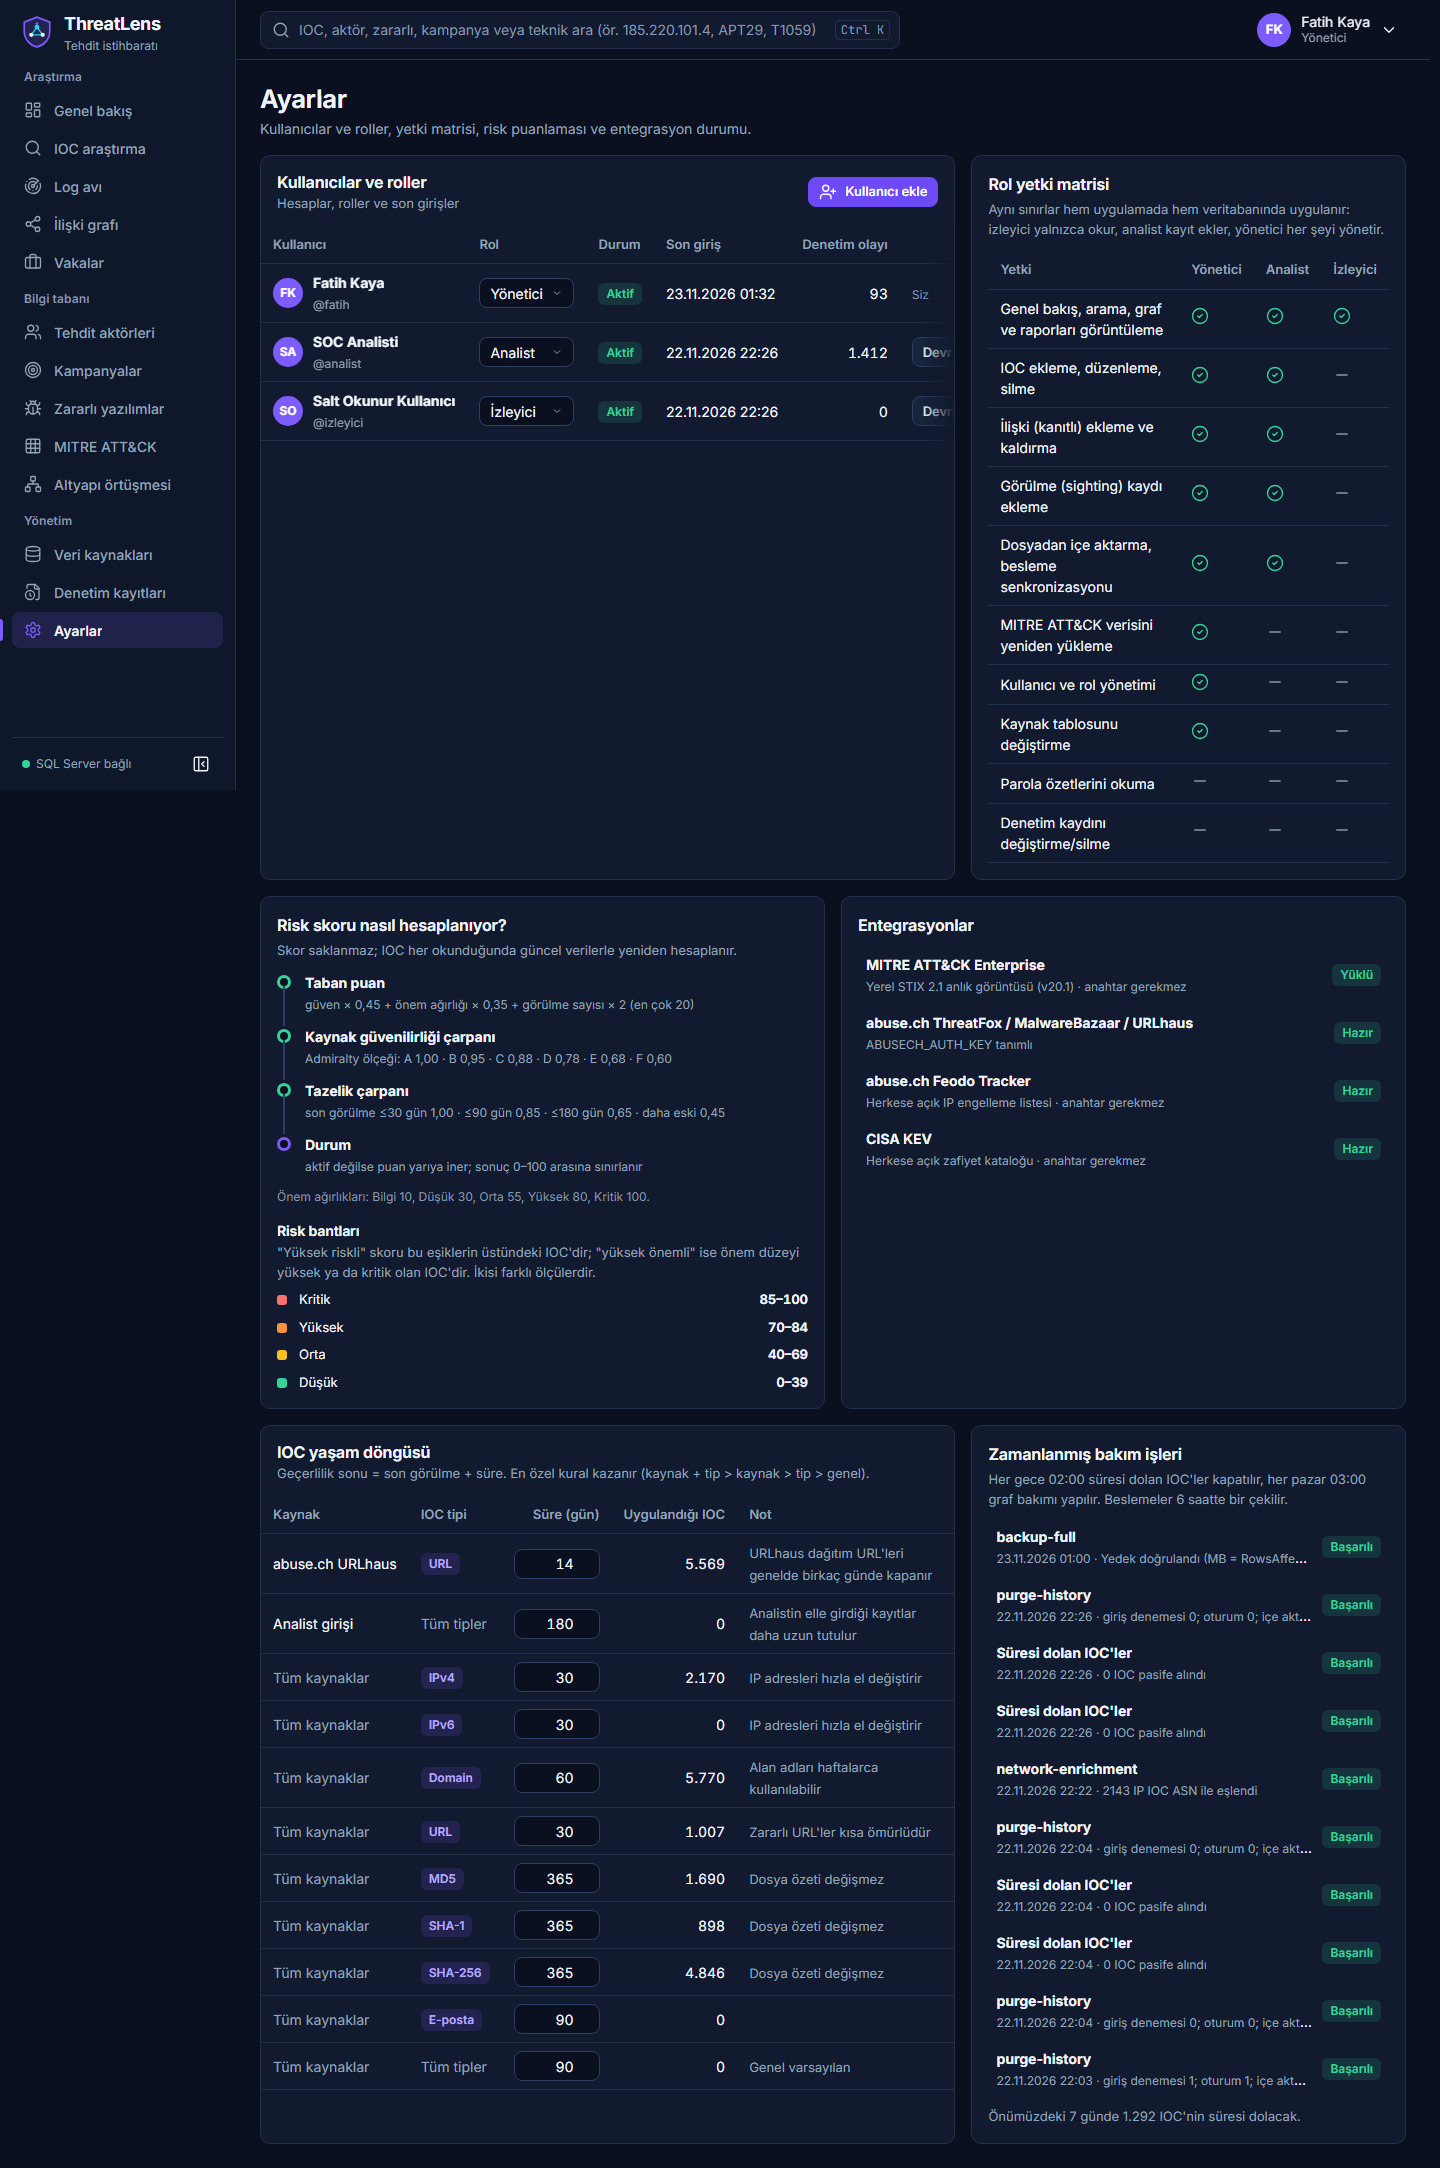 ThreatLens
Tehdit istihbaratı
Araştırma
Genel bakış
IOC araştırma
Log avı
İlişki grafı
Vakalar
Bilgi tabanı
Tehdit aktörleri
Kampanyalar
Zararlı yazılımlar
MITRE ATT&CK
Altyapı örtüşmesi
Yönetim
Veri kaynakları
Denetim kayıtları
Ayarlar
SQL Server bağlı
IOC, aktör, zararlı, kampanya veya teknik ara (ör. 185.220.101.4, APT29, T1059)
Ctrl K
FK
Fatih Kaya
Yönetici
Ayarlar
Kullanıcılar ve roller, yetki matrisi, risk puanlaması ve entegrasyon durumu.
Kullanıcılar ve roller
Hesaplar, roller ve son girişler
Kullanıcı ekle
Kullanıcı Rol Durum Son giriş Denetim olayı
FK Fatih Kaya @fatih Yönetici Aktif 23.11.2026 01:32 93 Siz
SA SOC Analisti @analist Analist Aktif 22.11.2026 22:26 1.412 Devr
SO Salt Okunur Kullanıcı @izleyici İzleyici Aktif 22.11.2026 22:26 0 Devr
Rol yetki matrisi
Aynı sınırlar hem uygulamada hem veritabanında uygulanır:
izleyici yalnızca okur, analist kayıt ekler, yönetici her şeyi yönetir.
Yetki Yönetici Analist İzleyici
Genel bakış, arama, graf
ve raporları görüntüleme
IOC ekleme, düzenleme,
silme
—
İlişki (kanıtlı) ekleme ve
kaldırma
—
Görülme (sighting) kaydı
ekleme
—
Dosyadan içe aktarma,
besleme
senkronizasyonu
—
MITRE ATT&CK verisini
yeniden yükleme
— —
Kullanıcı ve rol yönetimi — —
Kaynak tablosunu
değiştirme
— —
Parola özetlerini okuma — — —
Denetim kaydını
değiştirme/silme
— — —
Risk skoru nasıl hesaplanıyor?
Skor saklanmaz; IOC her okunduğunda güncel verilerle yeniden hesaplanır.
Taban puan
güven × 0,45 + önem ağırlığı × 0,35 + görülme sayısı × 2 (en çok 20)
Kaynak güvenilirliği çarpanı
Admiralty ölçeği: A 1,00 · B 0,95 · C 0,88 · D 0,78 · E 0,68 · F 0,60
Tazelik çarpanı
son görülme ≤30 gün 1,00 · ≤90 gün 0,85 · ≤180 gün 0,65 · daha eski 0,45
Durum
aktif değilse puan yarıya iner; sonuç 0–100 arasına sınırlanır
Önem ağırlıkları: Bilgi 10, Düşük 30, Orta 55, Yüksek 80, Kritik 100.
Risk bantları
"Yüksek riskli" skoru bu eşiklerin üstündeki IOC'dir; "yüksek önemli" ise önem düzeyi
yüksek ya da kritik olan IOC'dir. İkisi farklı ölçülerdir.
Kritik 85–100
Yüksek 70–84
Orta 40–69
Düşük 0–39
Entegrasyonlar
MITRE ATT&CK Enterprise
Yerel STIX 2.1 anlık görüntüsü (v20.1) · anahtar gerekmez
Yüklü
abuse.ch ThreatFox / MalwareBazaar / URLhaus
ABUSECH_AUTH_KEY tanımlı
Hazır
abuse.ch Feodo Tracker
Herkese açık IP engelleme listesi · anahtar gerekmez
Hazır
CISA KEV
Herkese açık zafiyet kataloğu · anahtar gerekmez
Hazır
IOC yaşam döngüsü
Geçerlilik sonu = son görülme + süre. En özel kural kazanır (kaynak + tip > kaynak > tip > genel).
Kaynak IOC tipi Süre (gün) Uygulandığı IOC Not
abuse.ch URLhaus URL 14 5.569 URLhaus dağıtım URL'leri
genelde birkaç günde kapanır
Analist girişi Tüm tipler 180 0 Analistin elle girdiği kayıtlar
daha uzun tutulur
Tüm kaynaklar IPv4 30 2.170 IP adresleri hızla el değiştirir
Tüm kaynaklar IPv6 30 0 IP adresleri hızla el değiştirir
Tüm kaynaklar Domain 60 5.770 Alan adları haftalarca
kullanılabilir
Tüm kaynaklar URL 30 1.007 Zararlı URL'ler kısa ömürlüdür
Tüm kaynaklar MD5 365 1.690 Dosya özeti değişmez
Tüm kaynaklar SHA-1 365 898 Dosya özeti değişmez
Tüm kaynaklar SHA-256 365 4.846 Dosya özeti değişmez
Tüm kaynaklar E-posta 90 0
Tüm kaynaklar Tüm tipler 90 0 Genel varsayılan
Zamanlanmış bakım işleri
Her gece 02:00 süresi dolan IOC'ler kapatılır, her pazar 03:00
graf bakımı yapılır. Beslemeler 6 saatte bir çekilir.
backup-full
23.11.2026 01:00 · Yedek doğrulandı (MB = RowsAffe...
Başarılı
purge-history
22.11.2026 22:26 · giriş denemesi 0; oturum 0; içe akt...
Başarılı
Süresi dolan IOC'ler
22.11.2026 22:26 · 0 IOC pasife alındı
Başarılı
Süresi dolan IOC'ler
22.11.2026 22:26 · 0 IOC pasife alındı
Başarılı
network-enrichment
22.11.2026 22:22 · 2143 IP IOC ASN ile eşlendi
Başarılı
purge-history
22.11.2026 22:04 · giriş denemesi 0; oturum 0; içe akt...
Başarılı
Süresi dolan IOC'ler
22.11.2026 22:04 · 0 IOC pasife alındı
Başarılı
Süresi dolan IOC'ler
22.11.2026 22:04 · 0 IOC pasife alındı
Başarılı
purge-history
22.11.2026 22:04 · giriş denemesi 0; oturum 0; içe akt...
Başarılı
purge-history
22.11.2026 22:03 · giriş denemesi 1; oturum 1; içe akt...
Başarılı
Önümüzdeki 7 günde 1.292 IOC'nin süresi dolacak.